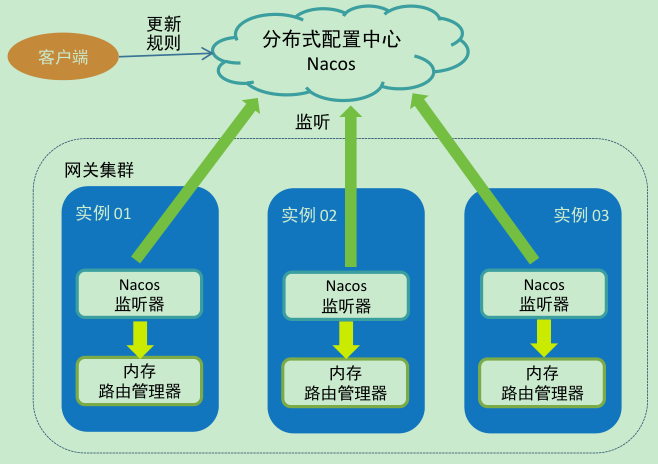 更新
规则
客户端
分布式配置中心
Nacos
监听
网关集群
实例 01
Nacos
监听器
内存
路由管理器
实例 02
Nacos
监听器
内存
路由管理器
实例 03
Nacos
监听器
内存
路由管理器